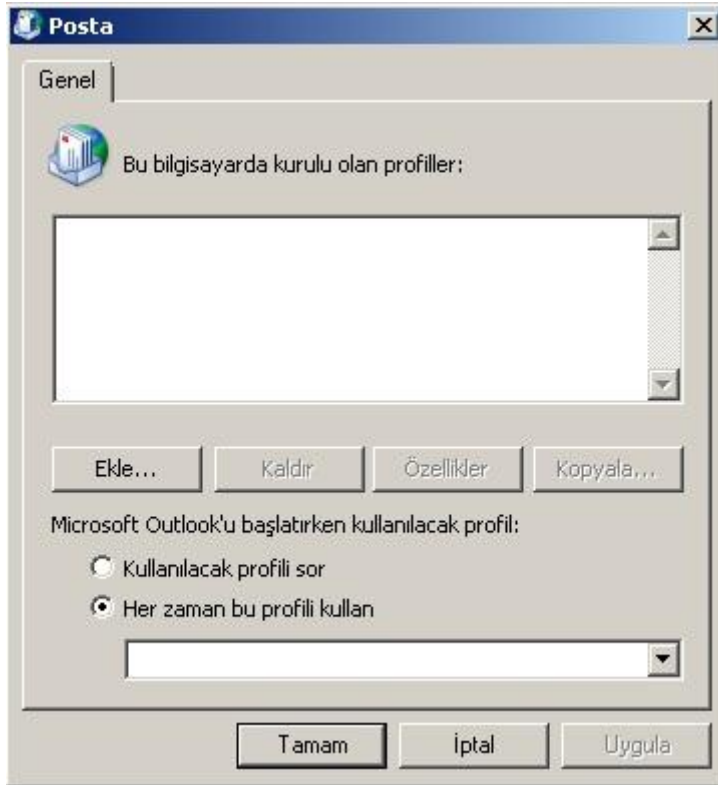 Posta
Genel
Bu bilgisayarda kurulu olan profiller:
Ekle... Kaldır Özellikler Kopyala...
Microsoft Outlook'u başlatırken kullanılacak profil:
Kullanılacak profili sor
Her zaman bu profili kullan
Tamam İptal Uygula